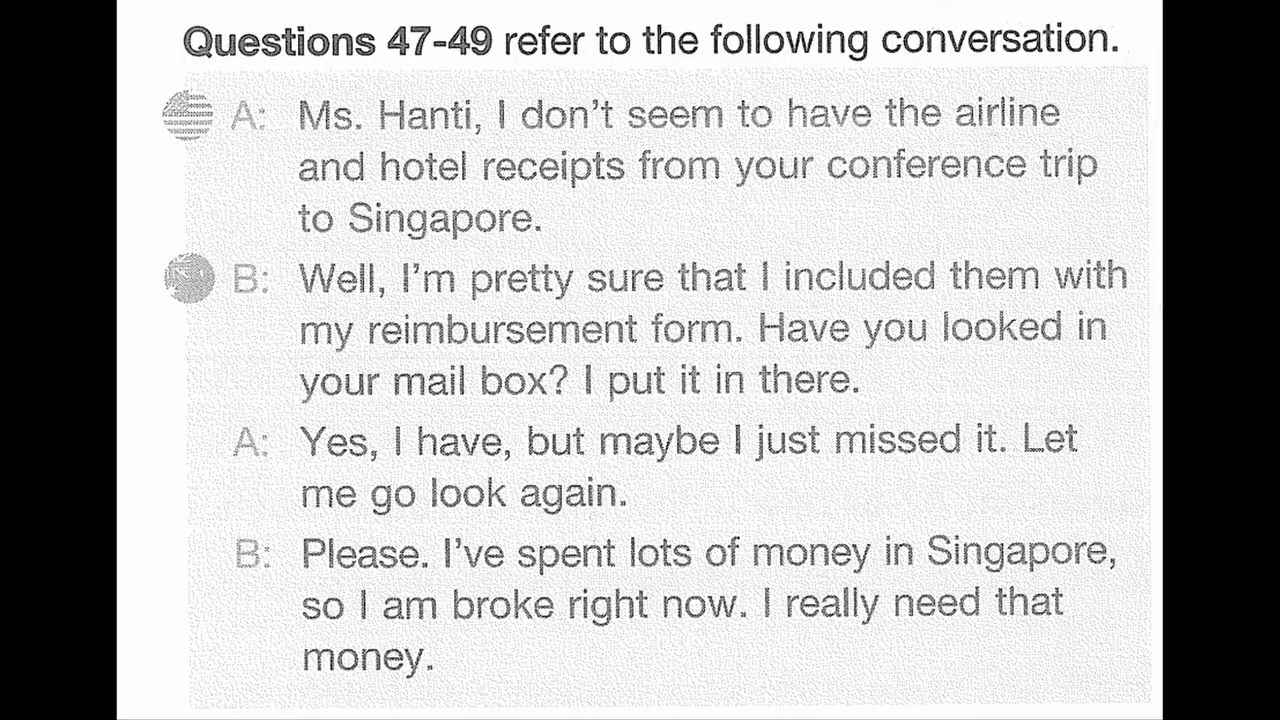 Questions 47-49 refer to the following conversation.
A: Ms. Hanti, I don't seem to have the airline
and hotel receipts from your conference trip
to Singapore.
B: Well, I'm pretty sure that I included them with
my reimbursement form. Have you looked in
your mail box? I put it in there.
A: Yes, I have, but maybe I just missed it. Let
me go look again.
B: Please. I've spent lots of money in Singapore,
so I am broke right now. I really need that
money.